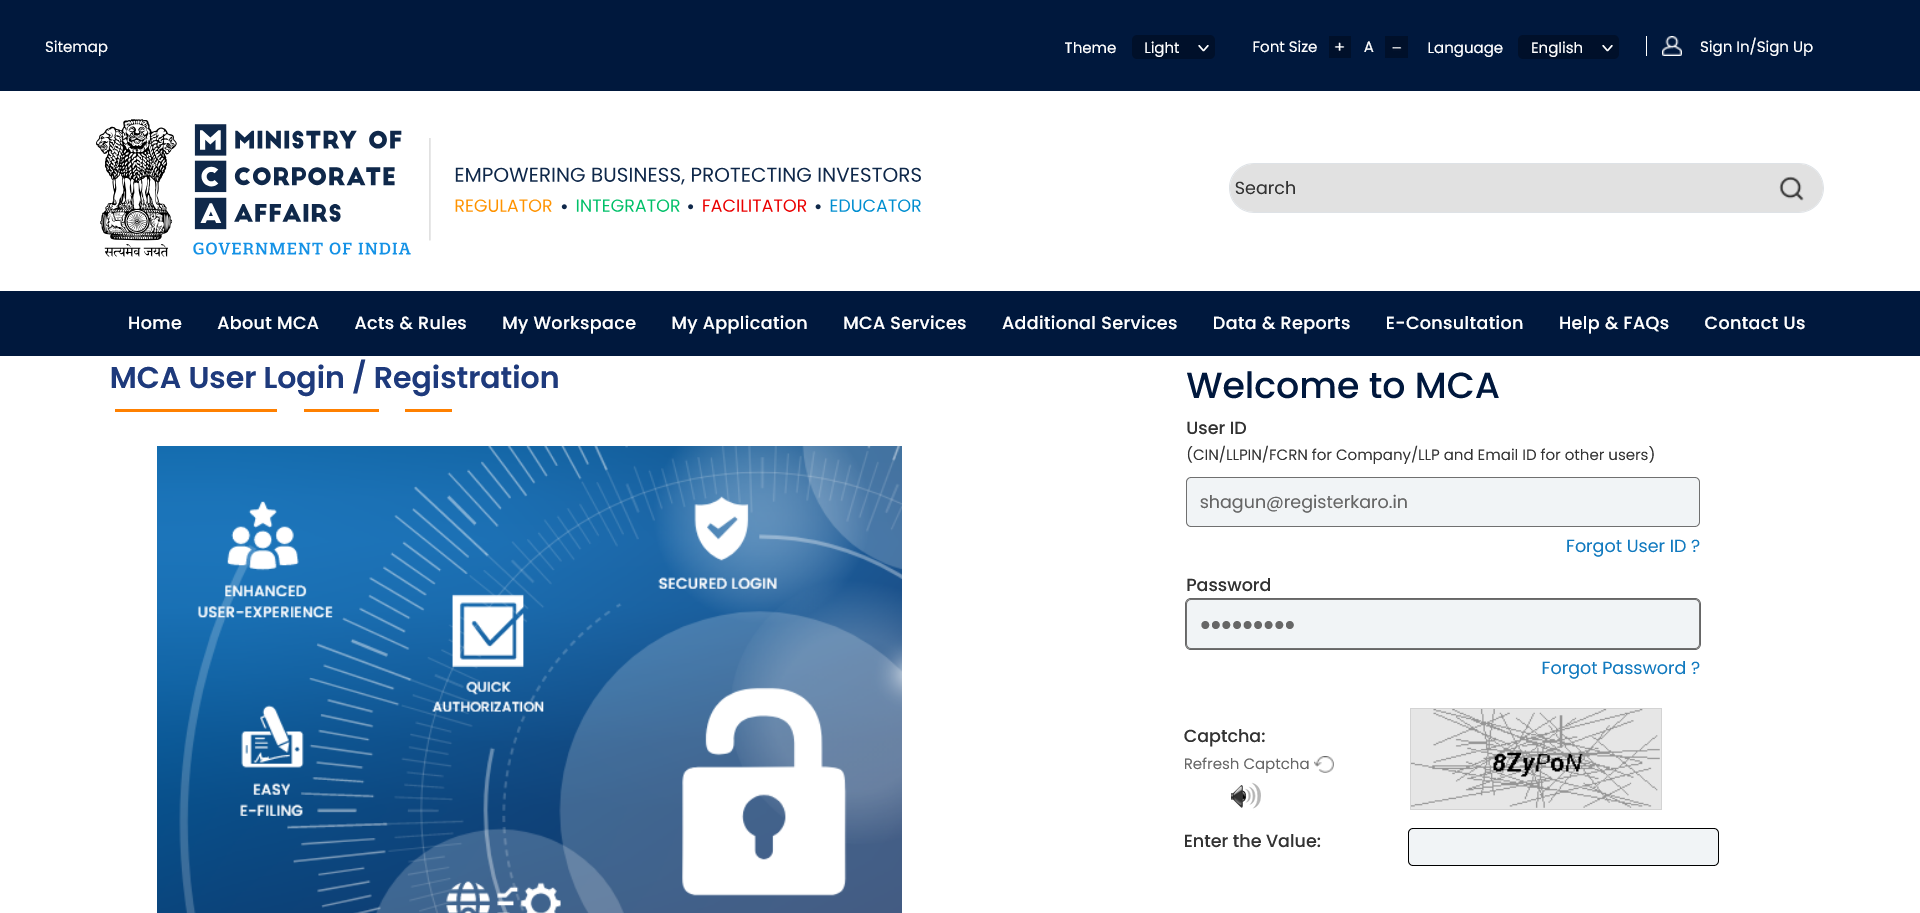 Sitemap
Theme Light Font Size + A - Language English Sign In/Sign Up
M MINISTRY OF
C CORPORATE
A AFFAIRS
GOVERNMENT OF INDIA
सत्यमेव जयते
EMPOWERING BUSINESS, PROTECTING INVESTORS
REGULATOR • INTEGRATOR • FACILITATOR • EDUCATOR
Search
Home About MCA Acts & Rules My Workspace My Application MCA Services Additional Services Data & Reports E-Consultation Help & FAQs Contact Us
MCA User Login / Registration
ENHANCED
USER-EXPERIENCE
SECURED LOGIN
QUICK
AUTHORIZATION
EASY
E-FILING
Welcome to MCA
User ID
(CIN/LLPIN/FCRN for Company/LLP and Email ID for other users)
shagun@registerkaro.in
Forgot User ID ?
Password
•••••••••
Forgot Password ?
Captcha:
Refresh Captcha
Enter the Value: